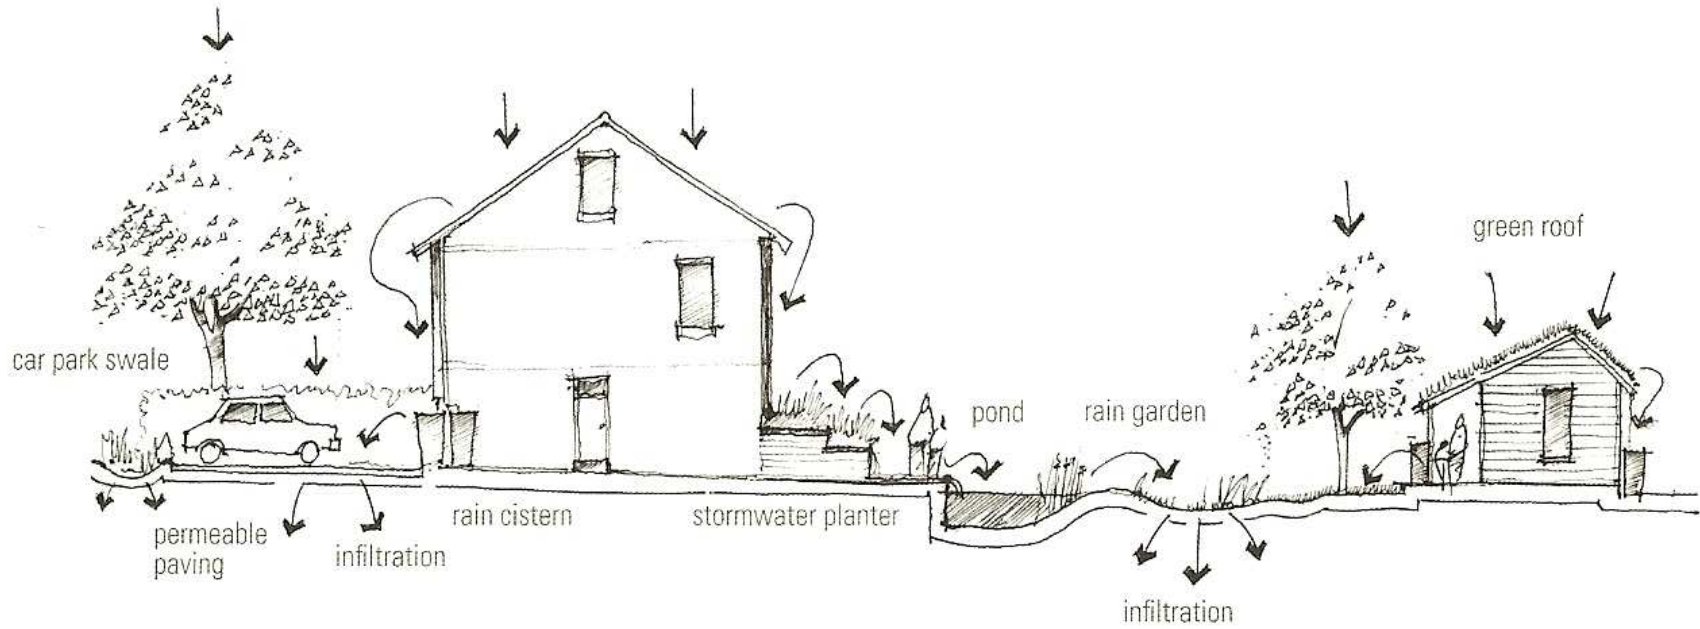 green roof
car park swale
pond
rain garden
rain cistern
stormwater planter
permeable
paving
infiltration
infiltration